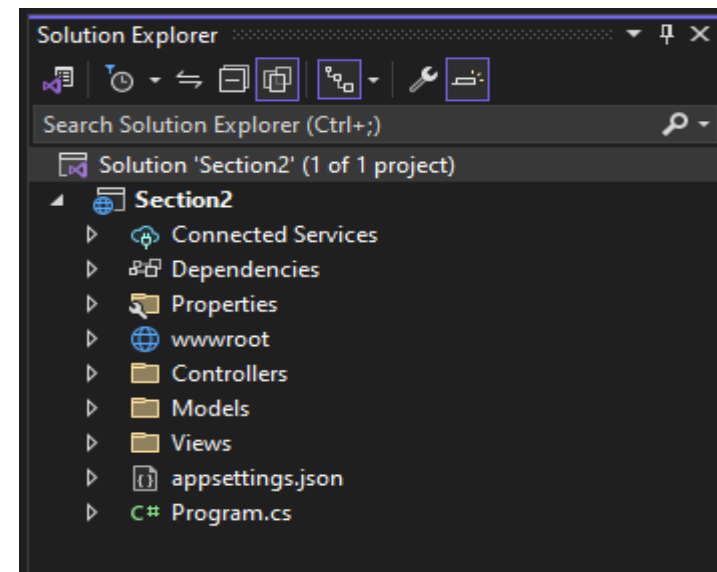 Solution Explorer
Search Solution Explorer (Ctrl+;)
Solution 'Section2' (1 of 1 project)
Section2
Connected Services
Dependencies
Properties
wwwroot
Controllers
Models
Views
appsettings.json
C# Program.cs